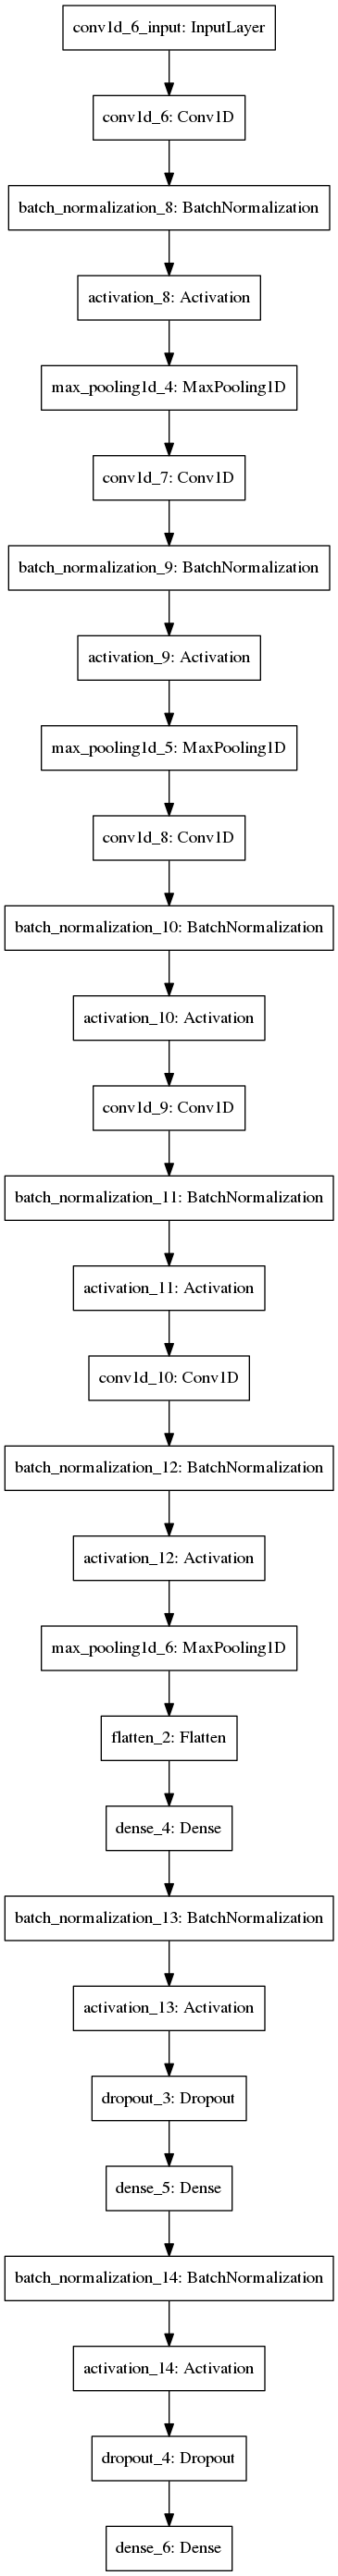 conv1d_6_input: InputLayer
conv1d_6: Conv1D
batch_normalization_8: BatchNormalization
activation_8: Activation
max_pooling1d_4: MaxPooling1D
conv1d_7: Conv1D
batch_normalization_9: BatchNormalization
activation_9: Activation
max_pooling1d_5: MaxPooling1D
conv1d_8: Conv1D
batch_normalization_10: BatchNormalization
activation_10: Activation
conv1d_9: Conv1D
batch_normalization_11: BatchNormalization
activation_11: Activation
conv1d_10: Conv1D
batch_normalization_12: BatchNormalization
activation_12: Activation
max_pooling1d_6: MaxPooling1D
flatten_2: Flatten
dense_4: Dense
batch_normalization_13: BatchNormalization
activation_13: Activation
dropout_3: Dropout
dense_5: Dense
batch_normalization_14: BatchNormalization
activation_14: Activation
dropout_4: Dropout
dense_6: Dense